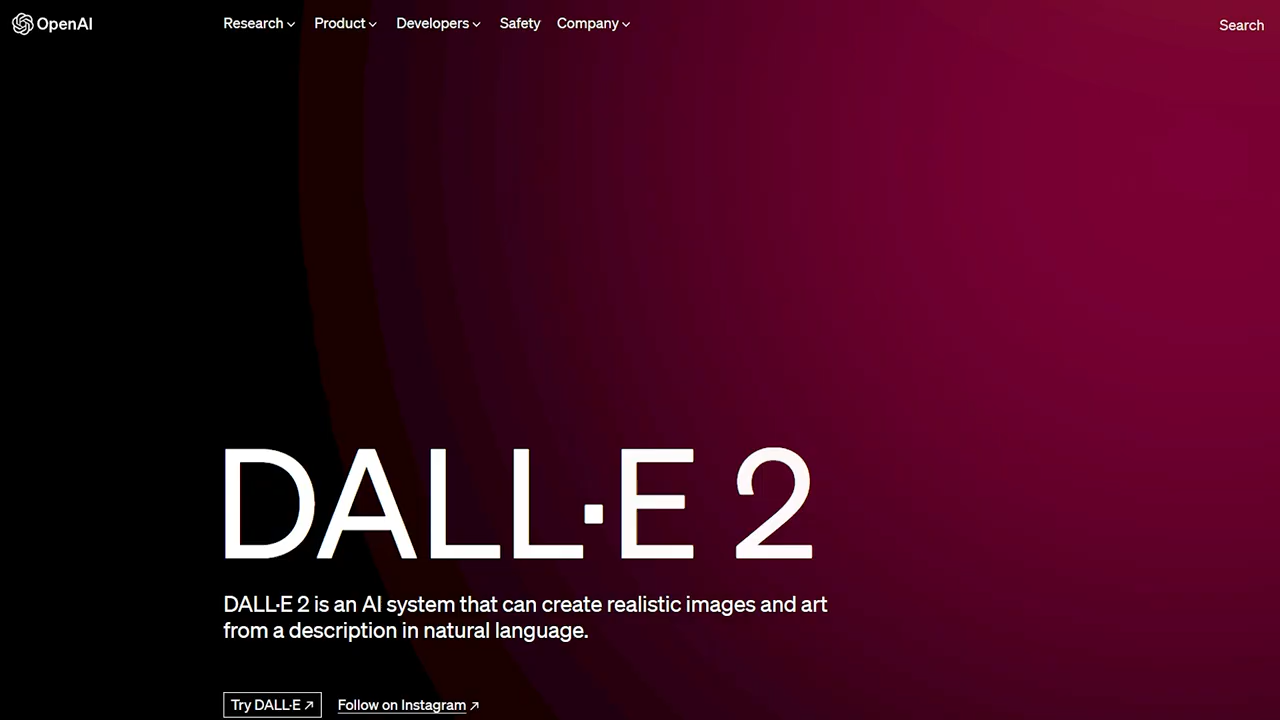 OpenAI Research Product Developers Safety Company Search
DALL·E 2
DALL·E 2 is an AI system that can create realistic images and art
from a description in natural language.
Try DALL·E ↗ Follow on Instagram ↗